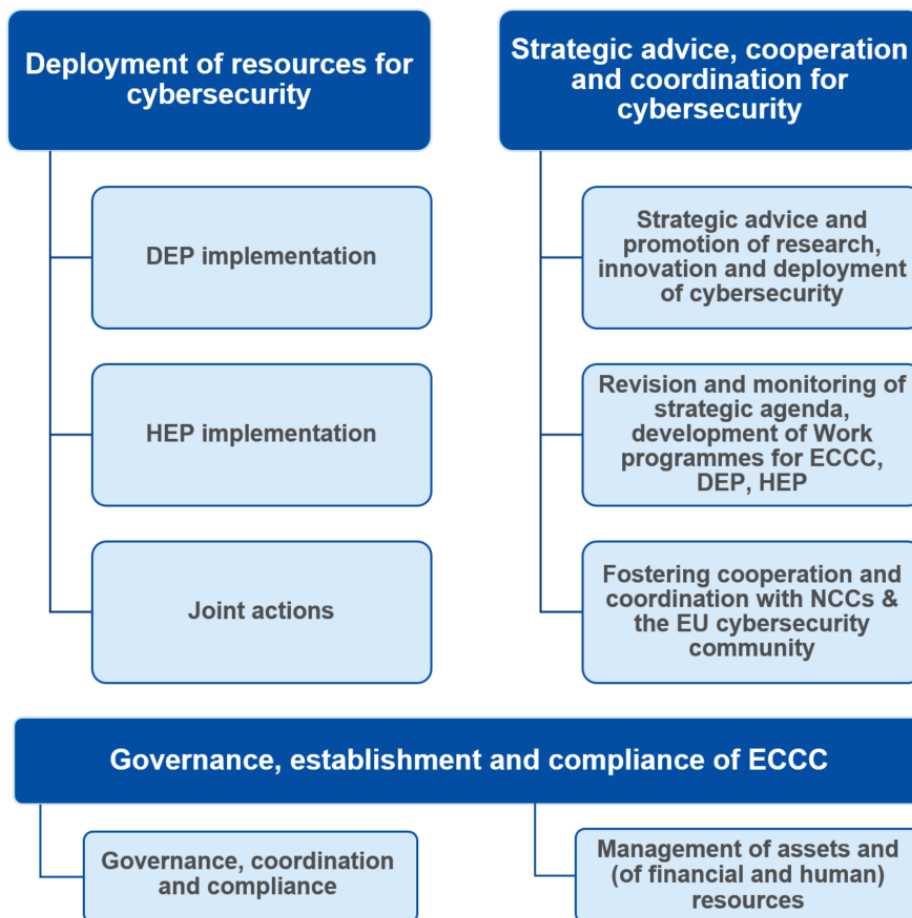 Deployment of resources for
cybersecurity
DEP implementation
HEP implementation
Joint actions
Strategic advice, cooperation
and coordination for
cybersecurity
Strategic advice and
promotion of research,
innovation and deployment
of cybersecurity
Revision and monitoring of
strategic agenda,
development of Work
programmes for ECCC,
DEP, HEP
Fostering cooperation and
coordination with NCCs &
the EU cybersecurity
community
Governance, establishment and compliance of ECCC
Governance, coordination
and compliance
Management of assets and
(of financial and human)
resources